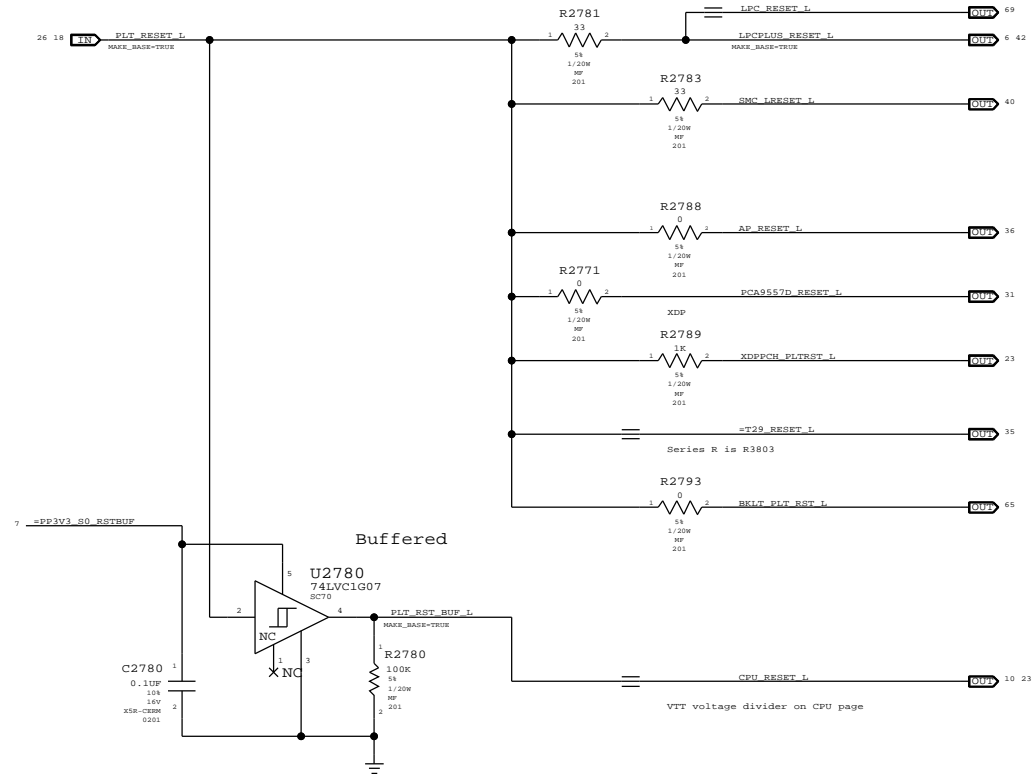 LPC_RESET_L
69
R2781
33
26 18
IN
PLT_RESET_L
MAKE_BASE=TRUE
1
2
5%
1/20W
MF
201
LPCPLUS_RESET_L
MAKE_BASE=TRUE
OUT
OUT
6 42
R2783
33
1
2
5%
1/20W
MF
201
SMC_LRESET_L
OUT
40
R2788
0
1
2
5%
1/20W
MF
201
AP_RESET_L
OUT
36
R2771
0
1
2
5%
1/20W
MF
201
PCA9557D_RESET_L
OUT
31
XDP
R2789
1K
1
2
5%
1/20W
MF
201
XDPPCH_PLTRST_L
OUT
23
=T29_RESET_L
OUT
35
Series R is R3803
R2793
0
1
2
5%
1/20W
MF
201
BKLT_PLT_RST_L
OUT
65
7
=PP3V3_S0_RSTBUF
Buffered
5
U2780
74LVC1G07
SC70
2
4
NC
1
3
NC
PLT_RST_BUF_L
MAKE_BASE=TRUE
1
R2780
100K
5%
1/20W
MF
201
2
C2780
1
0.1UF
10%
16V
2
X5R-CERM
0201
CPU_RESET_L
OUT
10 23
VTT voltage divider on CPU page